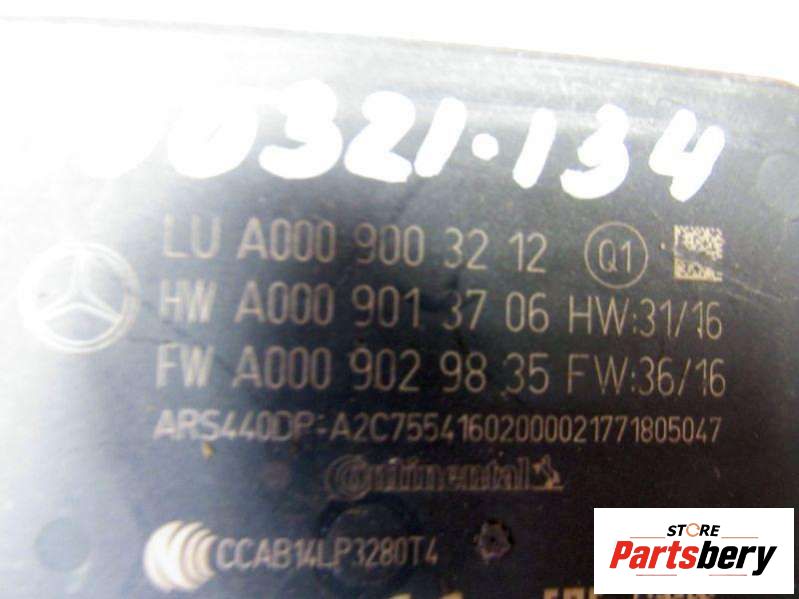 00321.134
LU A000 900 32 12 Q1
HW A000 901 37 06 HW:31/16
FW A000 902 98 35 FW:36/16
ARS440DP-A2C75541602000021771805047
Continental
CCAB14LP3280T4
STORE
Partsbery